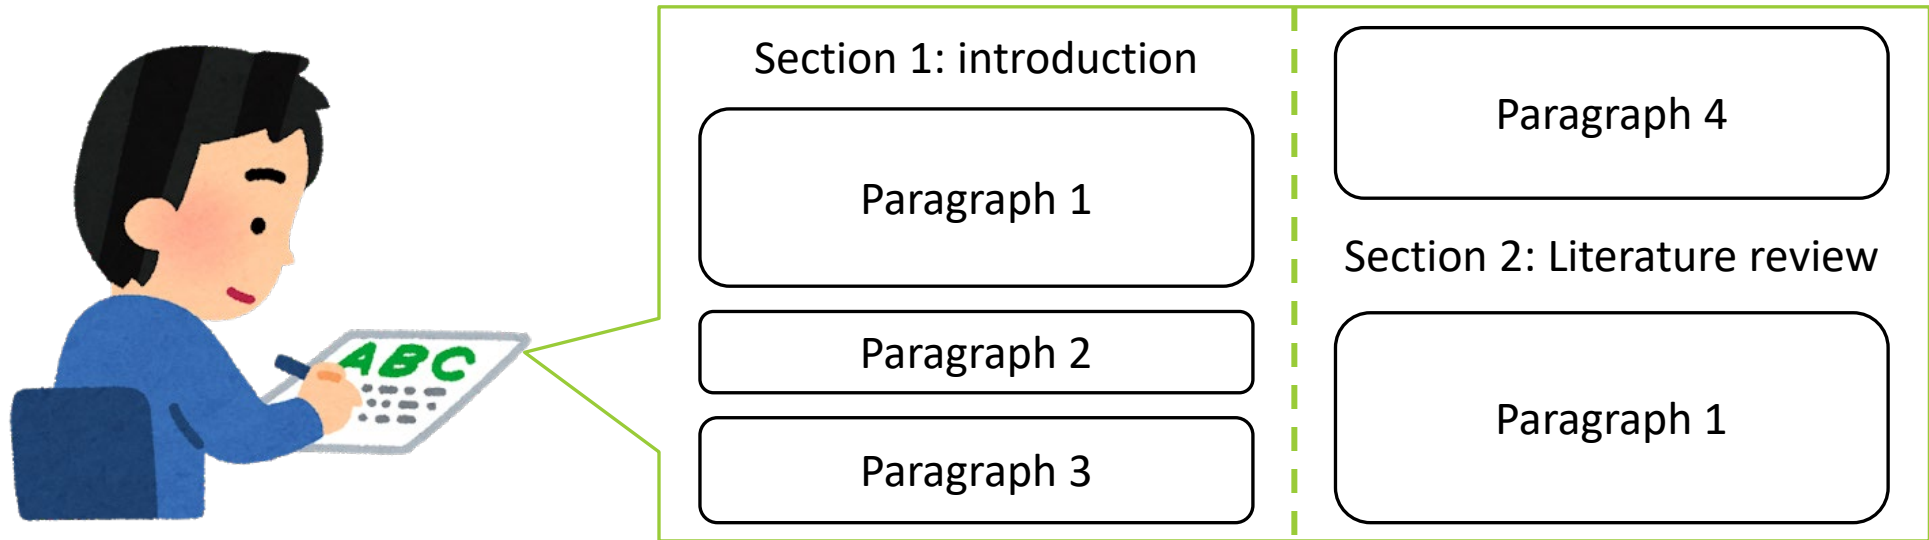 ABC
Section 1: introduction
Paragraph 1
Paragraph 2
Paragraph 3
Paragraph 4
Section 2: Literature review
Paragraph 1